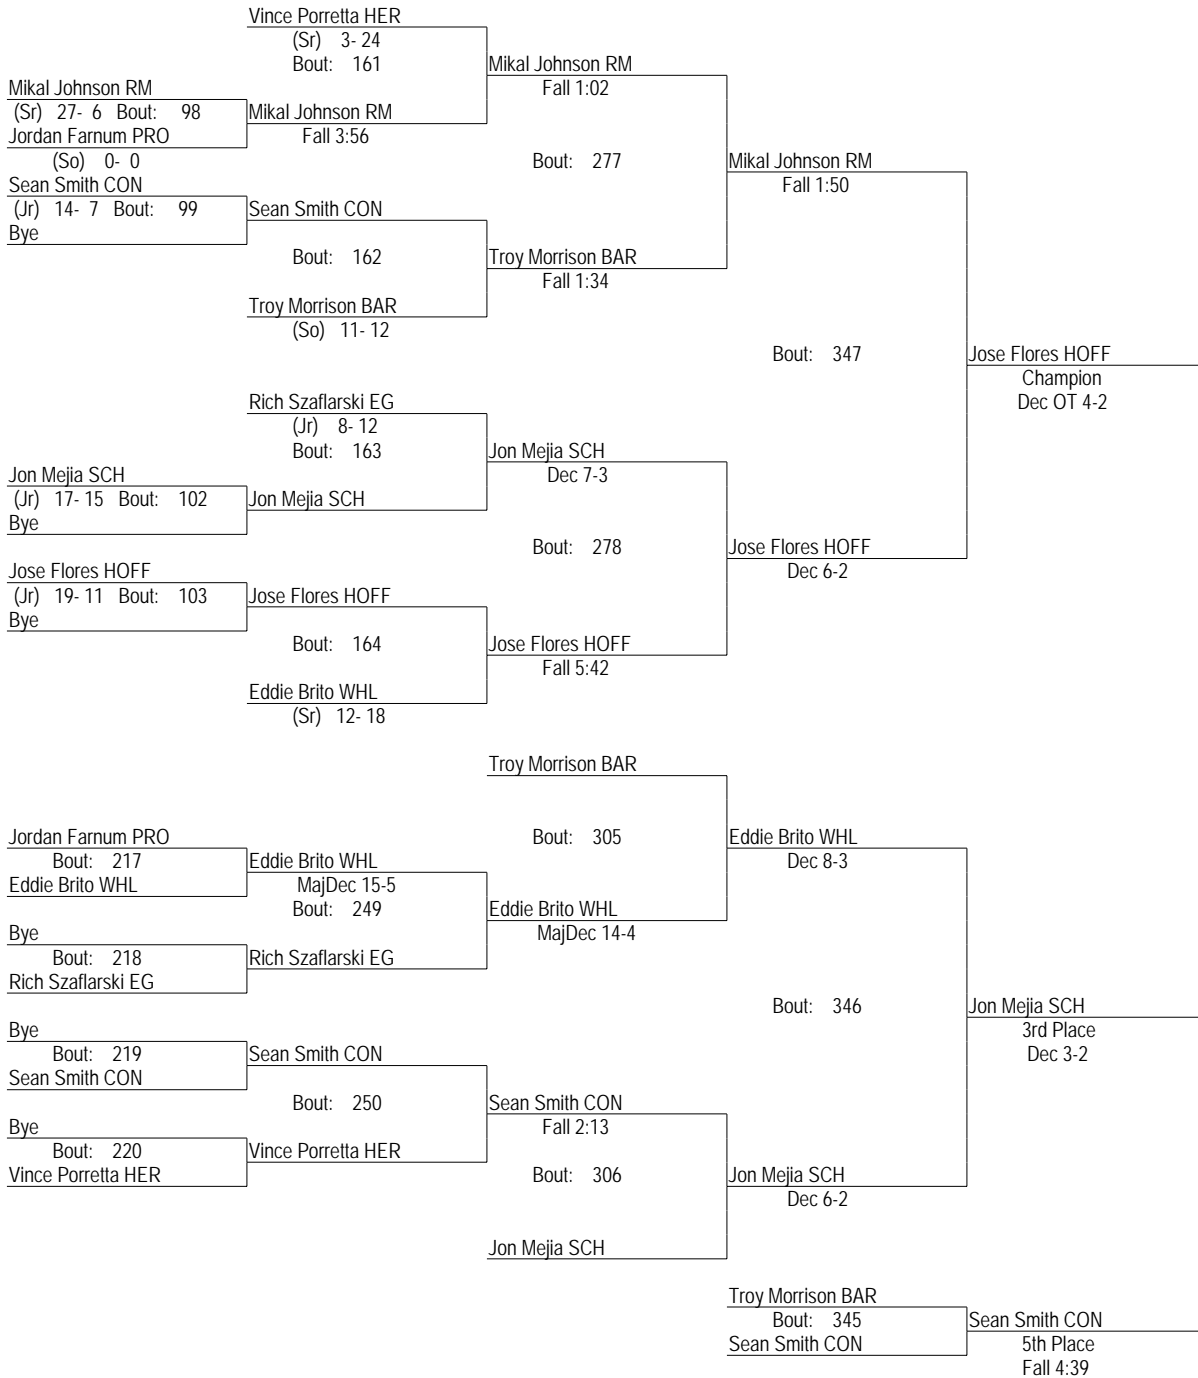 Vince Porretta HER
(Sr) 3- 24
Bout: 161
Mikal Johnson RM
Fall 1:02
Mikal Johnson RM
(Sr) 27- 6 Bout: 98
Mikal Johnson RM
Jordan Farnum PRO
Fall 3:56
(So) 0- 0
Bout: 277
Mikal Johnson RM
Fall 1:50
Sean Smith CON
(Jr) 14- 7 Bout: 99
Sean Smith CON
Bye
Bout: 162
Troy Morrison BAR
Fall 1:34
Troy Morrison BAR
(So) 11- 12
Bout: 347
Jose Flores HOFF
Champion
Dec OT 4-2
Rich Szaflarski EG
(Jr) 8- 12
Bout: 163
Jon Mejia SCH
Dec 7-3
Jon Mejia SCH
(Jr) 17- 15 Bout: 102
Jon Mejia SCH
Bye
Bout: 278
Jose Flores HOFF
Dec 6-2
Jose Flores HOFF
(Jr) 19- 11 Bout: 103
Jose Flores HOFF
Bye
Bout: 164
Jose Flores HOFF
Fall 5:42
Eddie Brito WHL
(Sr) 12- 18
Troy Morrison BAR
Bout: 305
Eddie Brito WHL
Dec 8-3
Jordan Farnum PRO
Bout: 217
Eddie Brito WHL
Eddie Brito WHL
MajDec 15-5
Bout: 249
Eddie Brito WHL
MajDec 14-4
Bye
Bout: 218
Rich Szaflarski EG
Rich Szaflarski EG
Bout: 346
Jon Mejia SCH
3rd Place
Dec 3-2
Bye
Bout: 219
Sean Smith CON
Sean Smith CON
Bout: 250
Sean Smith CON
Fall 2:13
Bye
Bout: 220
Vince Porretta HER
Vince Porretta HER
Bout: 306
Jon Mejia SCH
Dec 6-2
Jon Mejia SCH
Troy Morrison BAR
Bout: 345
Sean Smith CON
Sean Smith CON
5th Place
Fall 4:39